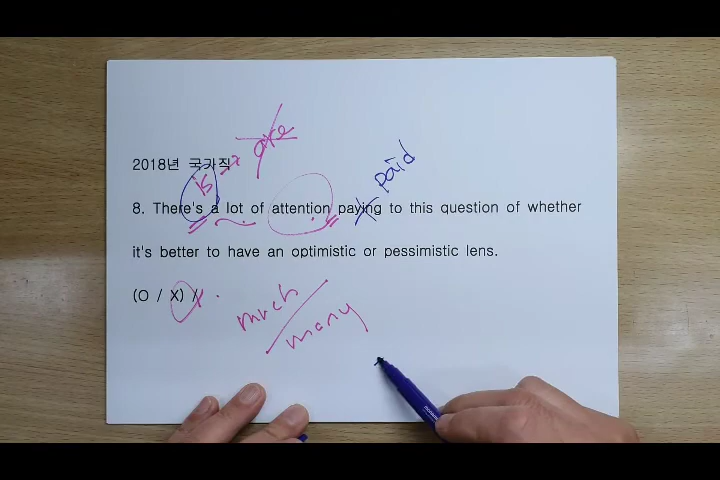 2018년 국가직
is → are
paid
8. There's a lot of attention paying to this question of whether
it's better to have an optimistic or pessimistic lens.
(O / X) /
much
many